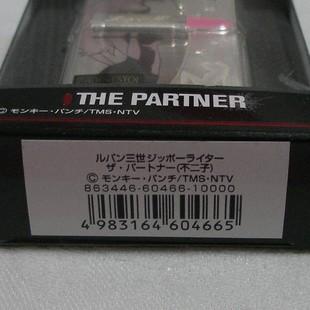 THE PARTNER
© モンキー・パンチ/TMS・NTV
ルパン三世ジッポーライター
ザ・パートナー(不二子)
© モンキー・パンチ/TMS・NTV
863446-60466-10000
4 983164 604665